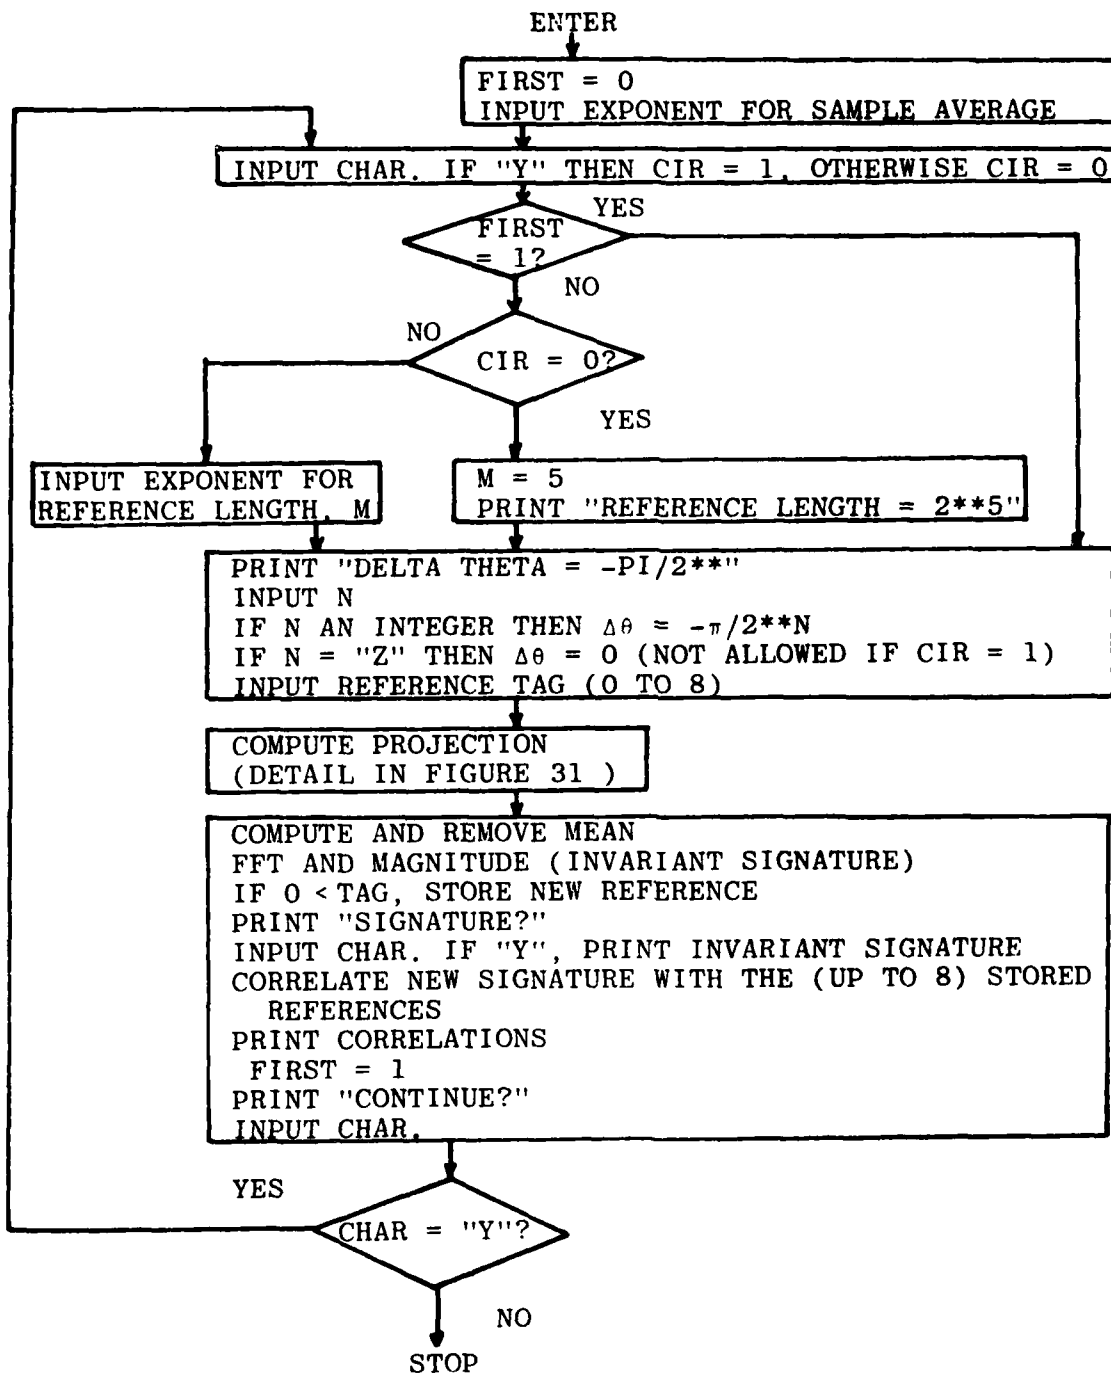 ENTER
FIRST = 0
INPUT EXPONENT FOR SAMPLE AVERAGE
INPUT CHAR. IF "Y" THEN CIR = 1, OTHERWISE CIR = 0
YES
FIRST
= 1?
NO
NO
CIR = 0?
YES
INPUT EXPONENT FOR
REFERENCE LENGTH, M
M = 5
PRINT "REFERENCE LENGTH = 2**5"
PRINT "DELTA THETA = -PI/2**"
INPUT N
IF N AN INTEGER THEN Δθ = -π/2**N
IF N = "Z" THEN Δθ = 0 (NOT ALLOWED IF CIR = 1)
INPUT REFERENCE TAG (0 TO 8)
COMPUTE PROJECTION
(DETAIL IN FIGURE 31 )
COMPUTE AND REMOVE MEAN
FFT AND MAGNITUDE (INVARIANT SIGNATURE)
IF 0 < TAG, STORE NEW REFERENCE
PRINT "SIGNATURE?"
INPUT CHAR. IF "Y", PRINT INVARIANT SIGNATURE
CORRELATE NEW SIGNATURE WITH THE (UP TO 8) STORED
REFERENCES
PRINT CORRELATIONS
FIRST = 1
PRINT "CONTINUE?"
INPUT CHAR.
YES
CHAR = "Y"?
NO
STOP